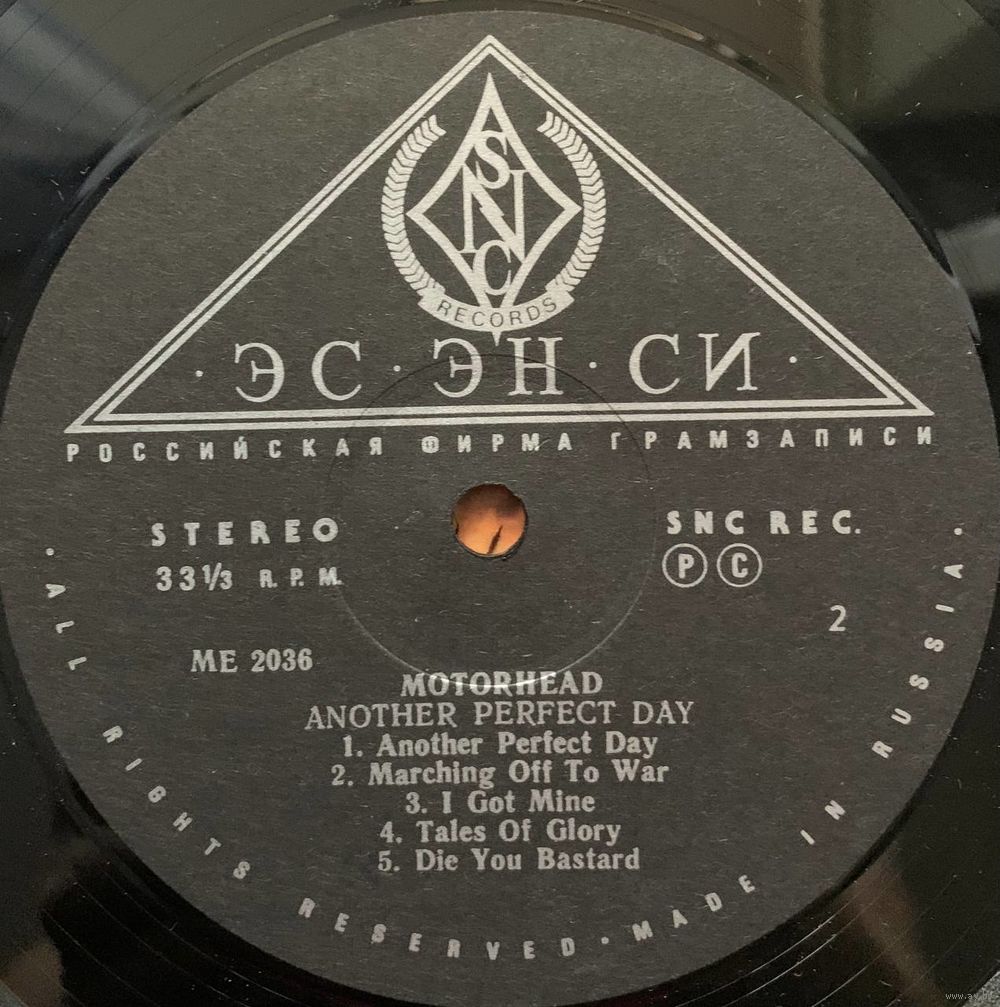 SNC
RECORDS
· ЭС · ЭН · СИ ·
РОССИЙСКАЯ ФИРМА ГРАМЗАПИСИ
STEREO
33 1/3 R.P.M.
SNC REC.
Ⓟ Ⓒ
2
ME 2036
MOTORHEAD
ANOTHER PERFECT DAY
1. Another Perfect Day
2. Marching Off To War
3. I Got Mine
4. Tales Of Glory
5. Die You Bastard
· ALL RIGHTS RESERVED · MADE IN RUSSIA ·